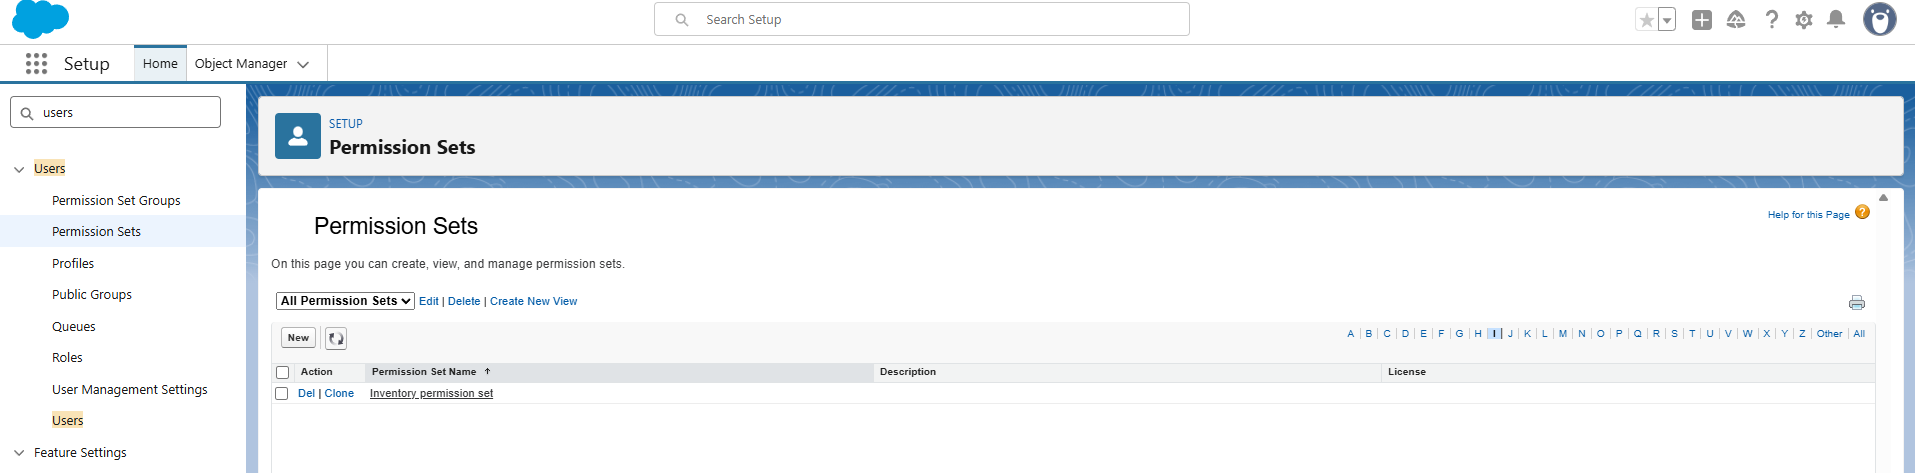 Search Setup
Setup
Home
Object Manager
users
Users
Permission Set Groups
Permission Sets
Profiles
Public Groups
Queues
Roles
User Management Settings
Users
Feature Settings
SETUP
Permission Sets
Permission Sets
Help for this Page ?
On this page you can create, view, and manage permission sets.
All Permission Sets Edit | Delete | Create New View
New
A | B | C | D | E | F | G | H | I | J | K | L | M | N | O | P | Q | R | S | T | U | V | W | X | Y | Z | Other | All
Action Permission Set Name ↑ Description License
Del | Clone Inventory permission set